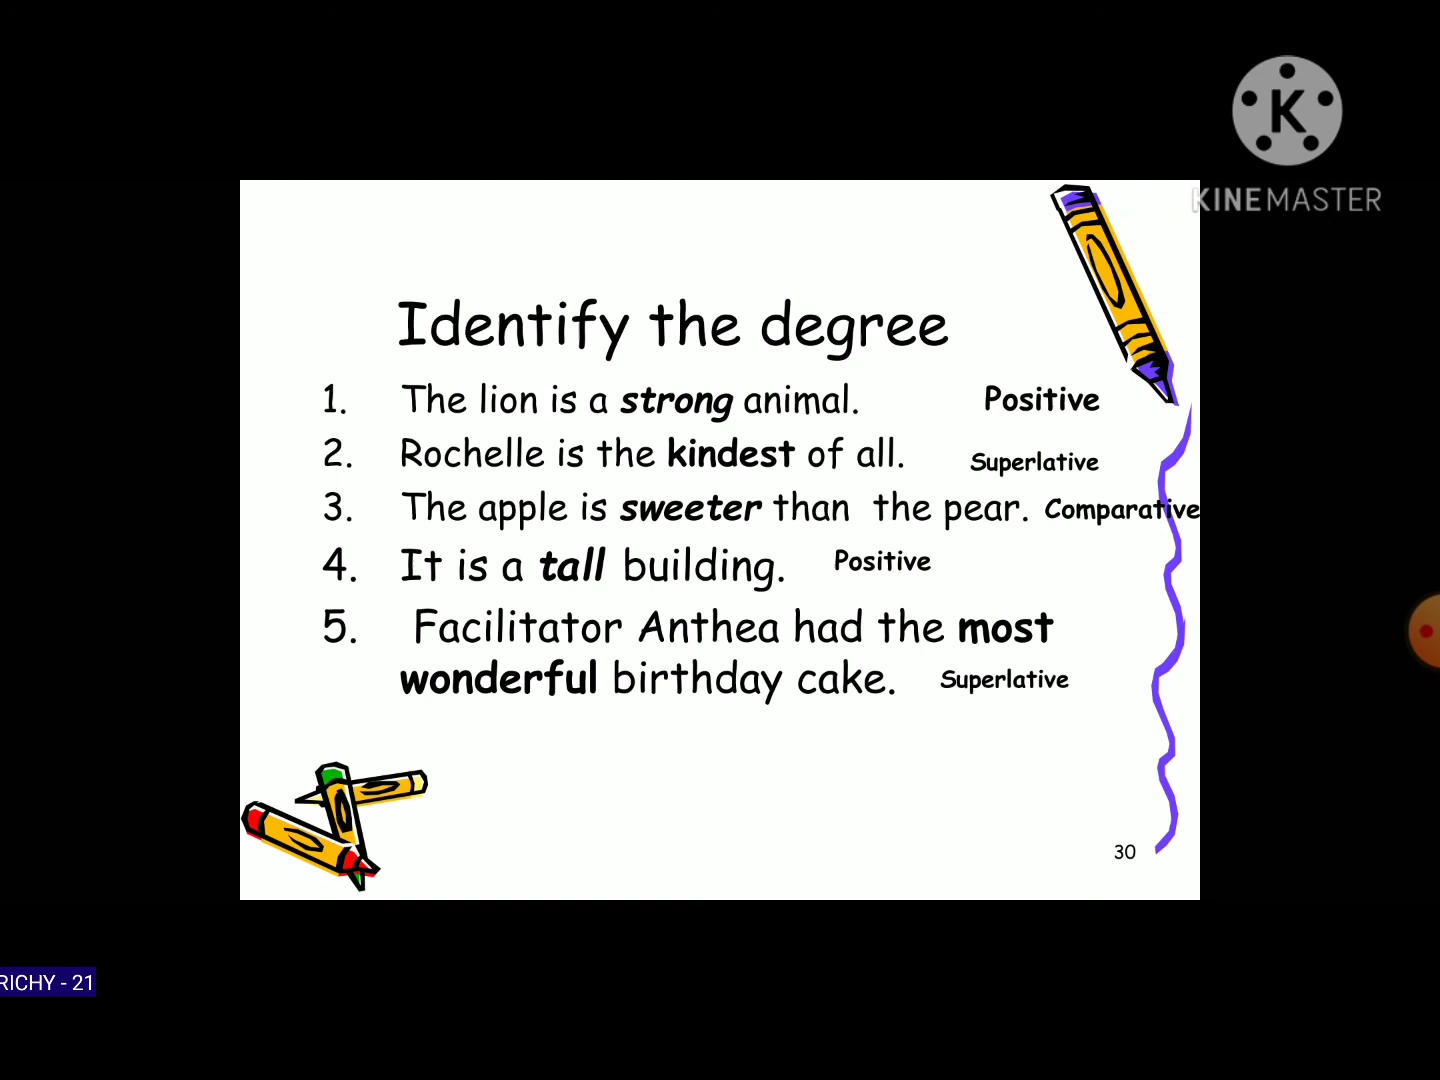 KINEMASTER
Identify the degree
1. The lion is a strong animal. Positive
2. Rochelle is the kindest of all. Superlative
3. The apple is sweeter than the pear. Comparative
4. It is a tall building. Positive
5. Facilitator Anthea had the most
wonderful birthday cake. Superlative
30
RICHY - 21